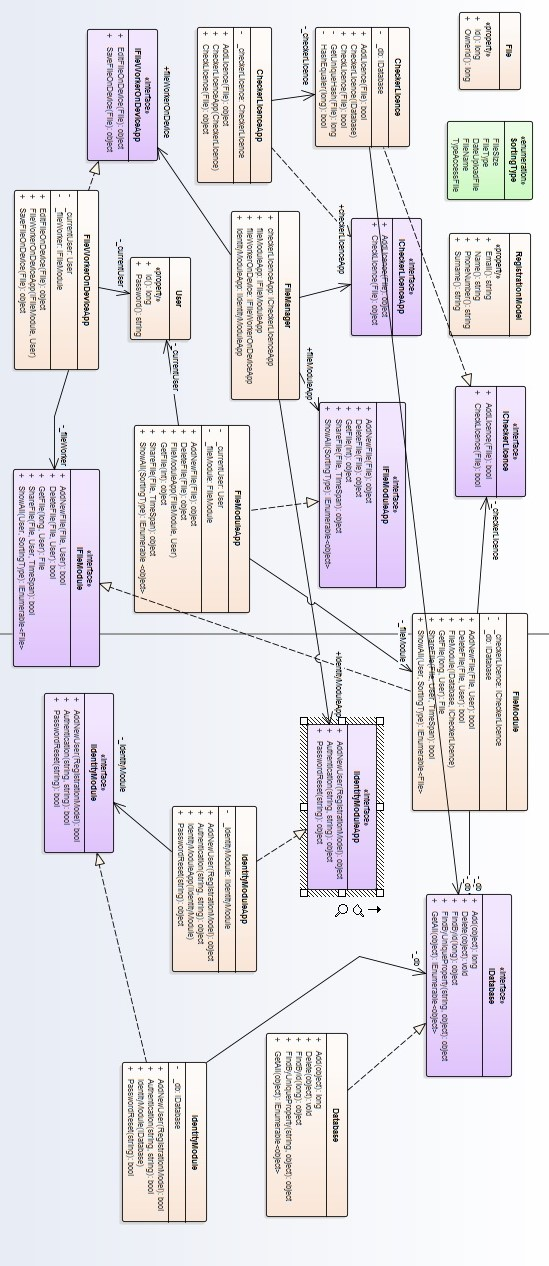 File
«property»
+ Id(): long
+ OwnerId(): long
«enumeration»
SortingType
FileSize
FileType
DateUploadFile
FileName
TypeAccessFile
RegistrationModel
«property»
+ Email(): string
+ Name(): string
+ PhoneNumber(): string
+ Surname(): string
«interface»
ICheckerLicence
+ AddLicence(File): bool
+ CheckLicence(File): bool
FileModule
- _checkerLicence: ICheckerLicence
- _db: IDatabase
+ AddNewFile(File, User): bool
+ DeleteFile(File, User): bool
+ FileModule(IDatabase, ICheckerLicence)
+ GetFile(long, User): File
+ ShareFile(File, User, TimeSpan): bool
+ ShowAll(User, SortingType): IEnumerable<File>
«interface»
IDatabase
+ Add(object): long
+ Delete(object): void
+ FindById(long): object
+ FindByUniqueProperty(string, object): object
+ GetAll(object): IEnumerable<object>
-_checkerLicence
-_db
-_db
CheckerLicence
- _db: IDatabase
+ AddLicence(File): bool
+ CheckLicence(File): bool
+ CheckerLicence(IDatabase)
+ GetUniqueHash(File): long
+ HashEquable(long): bool
«interface»
ICheckerLicenceApp
+ AddLicence(File): object
+ CheckLicence(File): object
«interface»
IFileModuleApp
+ AddNewFile(File): object
+ DeleteFile(File): object
+ GetFile(int): object
+ ShareFile(File, TimeSpan): object
+ ShowAll(SortingType): IEnumerable<object>
-_fileModule
-_db
«interface»
IIdentityModuleApp
+ AddNewUser(RegistrationModel): object
+ Authentication(string, string): object
+ PasswordReset(string): object
Database
+ Add(object): long
+ Delete(object): void
+ FindById(long): object
+ FindByUniqueProperty(string, object): object
+ GetAll(object): IEnumerable<object>
-_checkerLicence
+checkerLicenceApp
+fileModuleApp
+identityModuleApp
CheckerLicenceApp
- _checkerLicence: CheckerLicence
+ AddLicence(File): object
+ CheckerLicenceApp(CheckerLicence)
+ CheckLicence(File): object
FileManager
+ checkerLicenceApp: ICheckerLicenceApp
+ fileModuleApp: IFileModuleApp
+ fileWorkerOnDevice: IFileWorkerOnDeviceApp
+ identityModuleApp: IIdentityModuleApp
FileModuleApp
- _currentUser: User
- _fileModule: FileModule
+ AddNewFile(File): object
+ DeleteFile(File): object
+ FileModuleApp(FileModule, User)
+ GetFile(int): object
+ ShareFile(File, TimeSpan): object
+ ShowAll(SortingType): IEnumerable <object>
IdentityModuleApp
- _identityModule: IIdentityModule
+ AddNewUser(RegistrationModel): object
+ Authentication(string, string): object
+ IdentityModuleApp(IIdentityModule)
+ PasswordReset(string): object
IdentityModule
- _db: IDatabase
+ AddNewUser(RegistrationModel): bool
+ Authentication(string, string): bool
+ IdentityModule(IDatabase)
+ PasswordReset(string): bool
+fileWorkerOnDevice
User
«property»
+ Id(): long
+ Password(): string
-_currentUser
-_currentUser
-_identityModule
«interface»
IFileWorkerOnDeviceApp
+ EditFileOnDevice(File): object
+ SaveFileOnDevice(File): object
FileWorkerOnDeviceApp
- _currentUser: User
- _fileWorker: IFileModule
+ EditFileOnDevice(File): object
+ FileWorkerOnDeviceApp(IFileModule, User)
+ SaveFileOnDevice(File): object
-_fileWorker
«interface»
IFileModule
+ AddNewFile(File, User): bool
+ DeleteFile(File, User): bool
+ GetFile(long, User): File
+ ShareFile(File, User, TimeSpan): bool
+ ShowAll(User, SortingType): IEnumerable<File>
«interface»
IIdentityModule
+ AddNewUser(RegistrationModel): bool
+ Authentication(string, string): bool
+ PasswordReset(string): bool